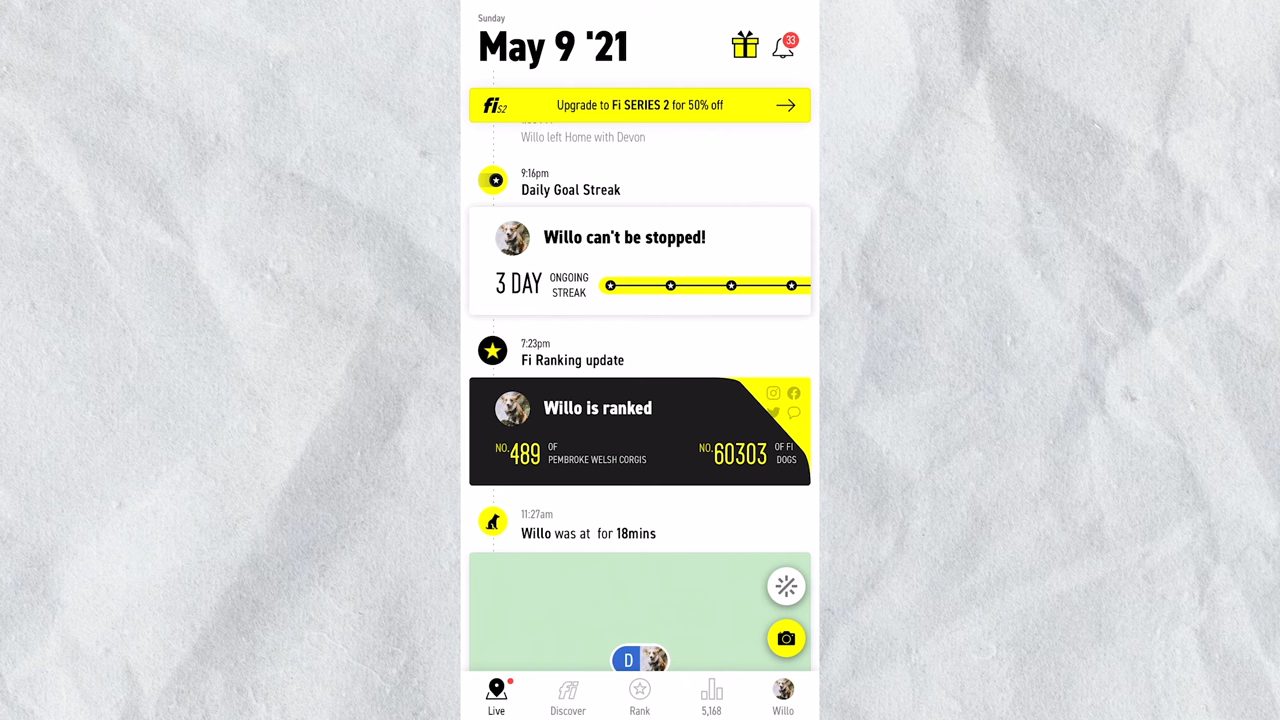 Sunday
May 9 '21
33
fi S2
Upgrade to Fi SERIES 2 for 50% off
Willo left Home with Devon
9:16pm
Daily Goal Streak
Willo can't be stopped!
3 DAY
ONGOING
STREAK
7:23pm
Fi Ranking update
Willo is ranked
NO. 489 OF
PEMBROKE WELSH CORGIS
NO. 60303 OF FI
DOGS
11:27am
Willo was at for 18mins
D
Live
fi
Discover
Rank
5,168
Willo